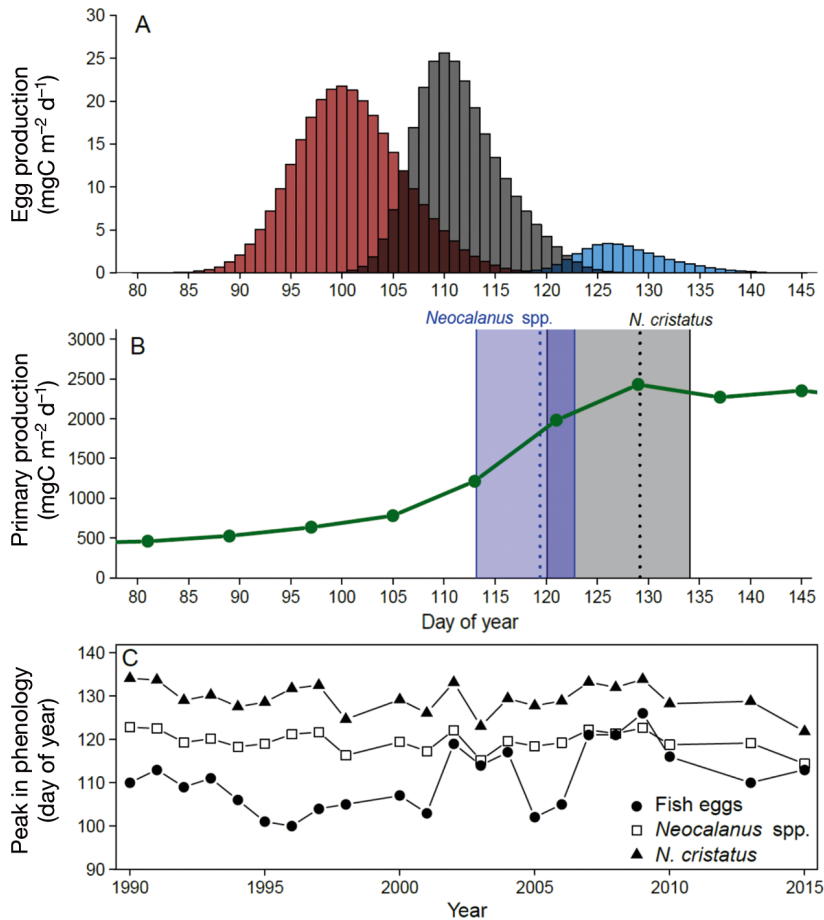 A
Egg production
(mgC m⁻² d⁻¹)
30
25
20
15
10
5
0
80 85 90 95 100 105 110 115 120 125 130 135 140 145
Neocalanus spp. N. cristatus
B
Primary production
(mgC m⁻² d⁻¹)
3000
2500
2000
1500
1000
500
0
80 85 90 95 100 105 110 115 120 125 130 135 140 145
Day of year
C
Peak in phenology
(day of year)
140
130
120
110
100
90
Fish eggs
Neocalanus spp.
N. cristatus
1990 1995 2000 2005 2010 2015
Year